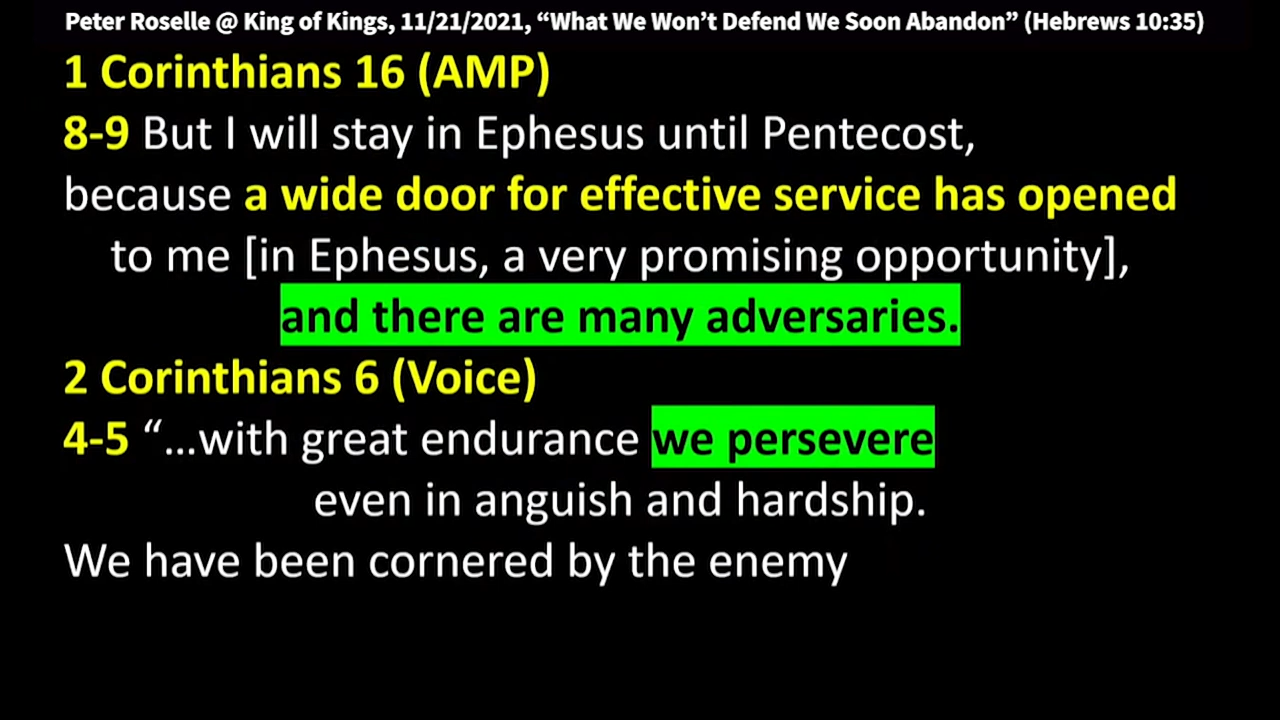 Peter Roselle @ King of Kings, 11/21/2021, “What We Won’t Defend We Soon Abandon” (Hebrews 10:35)
1 Corinthians 16 (AMP)
8-9 But I will stay in Ephesus until Pentecost,
because a wide door for effective service has opened
to me [in Ephesus, a very promising opportunity],
and there are many adversaries.
2 Corinthians 6 (Voice)
4-5 “…with great endurance we persevere
even in anguish and hardship.
We have been cornered by the enemy